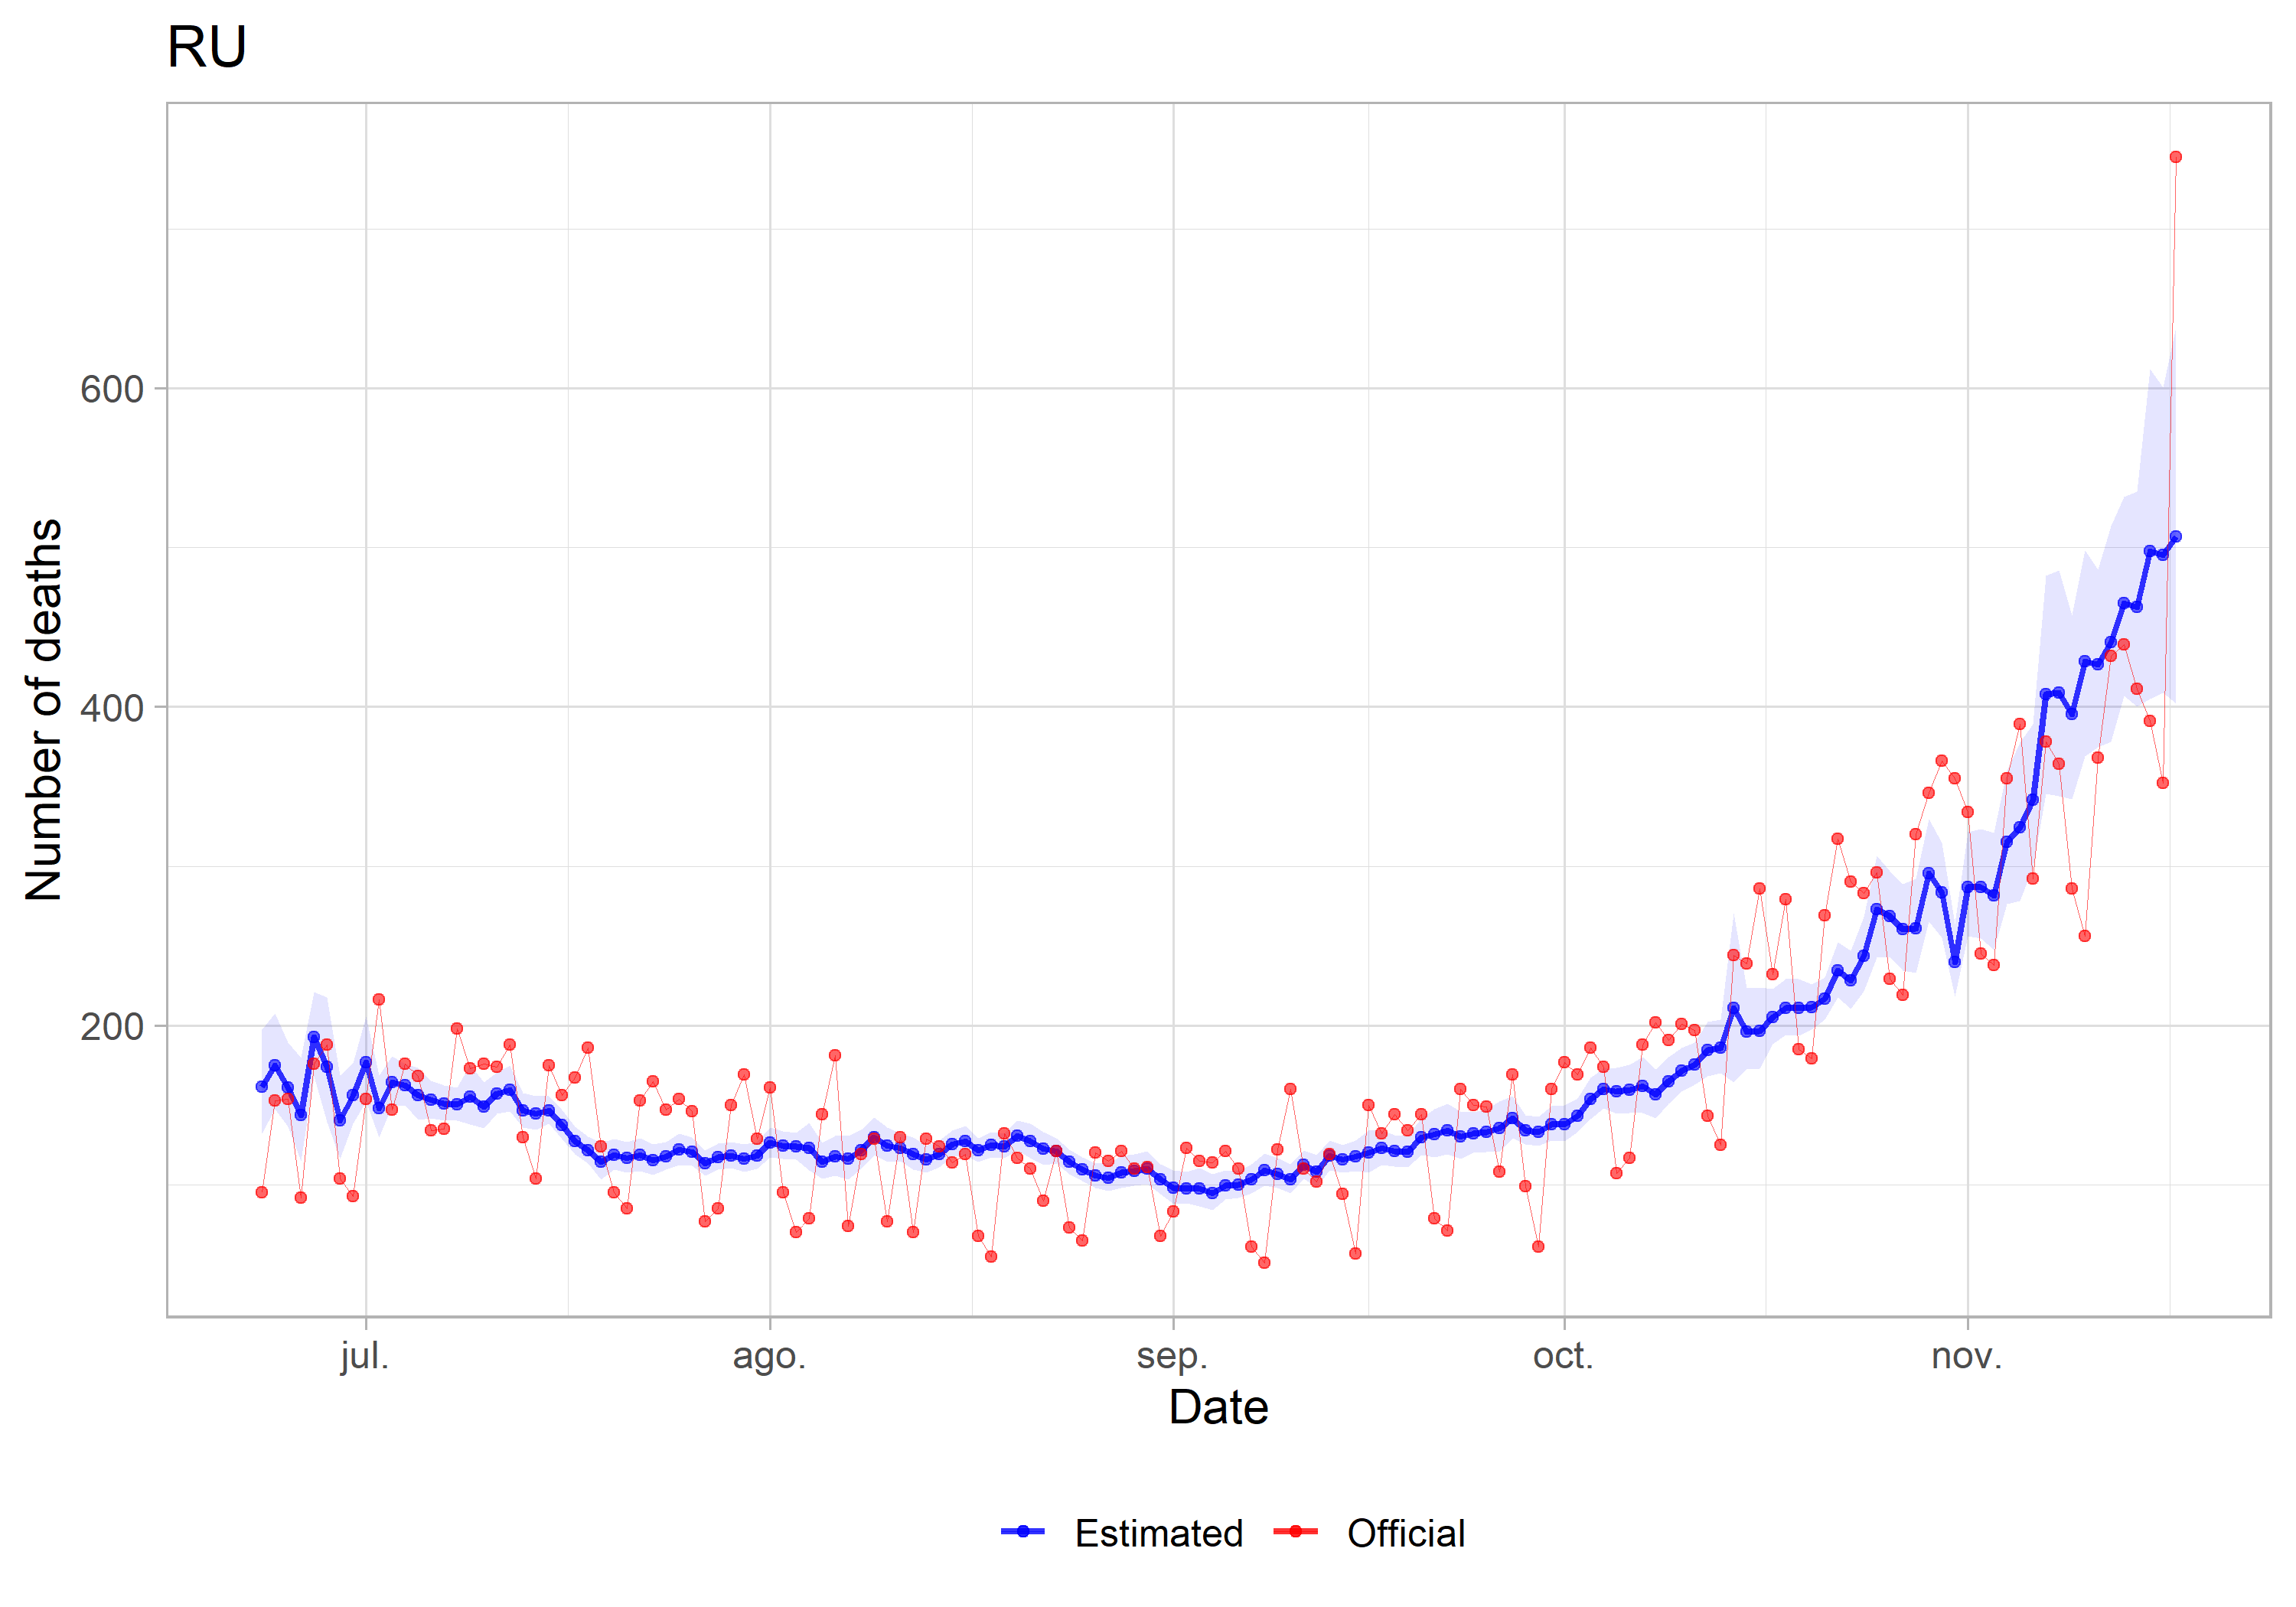 RU
Number of deaths
600
400
200
jul.
ago.
sep.
oct.
nov.
Date
Estimated
Official